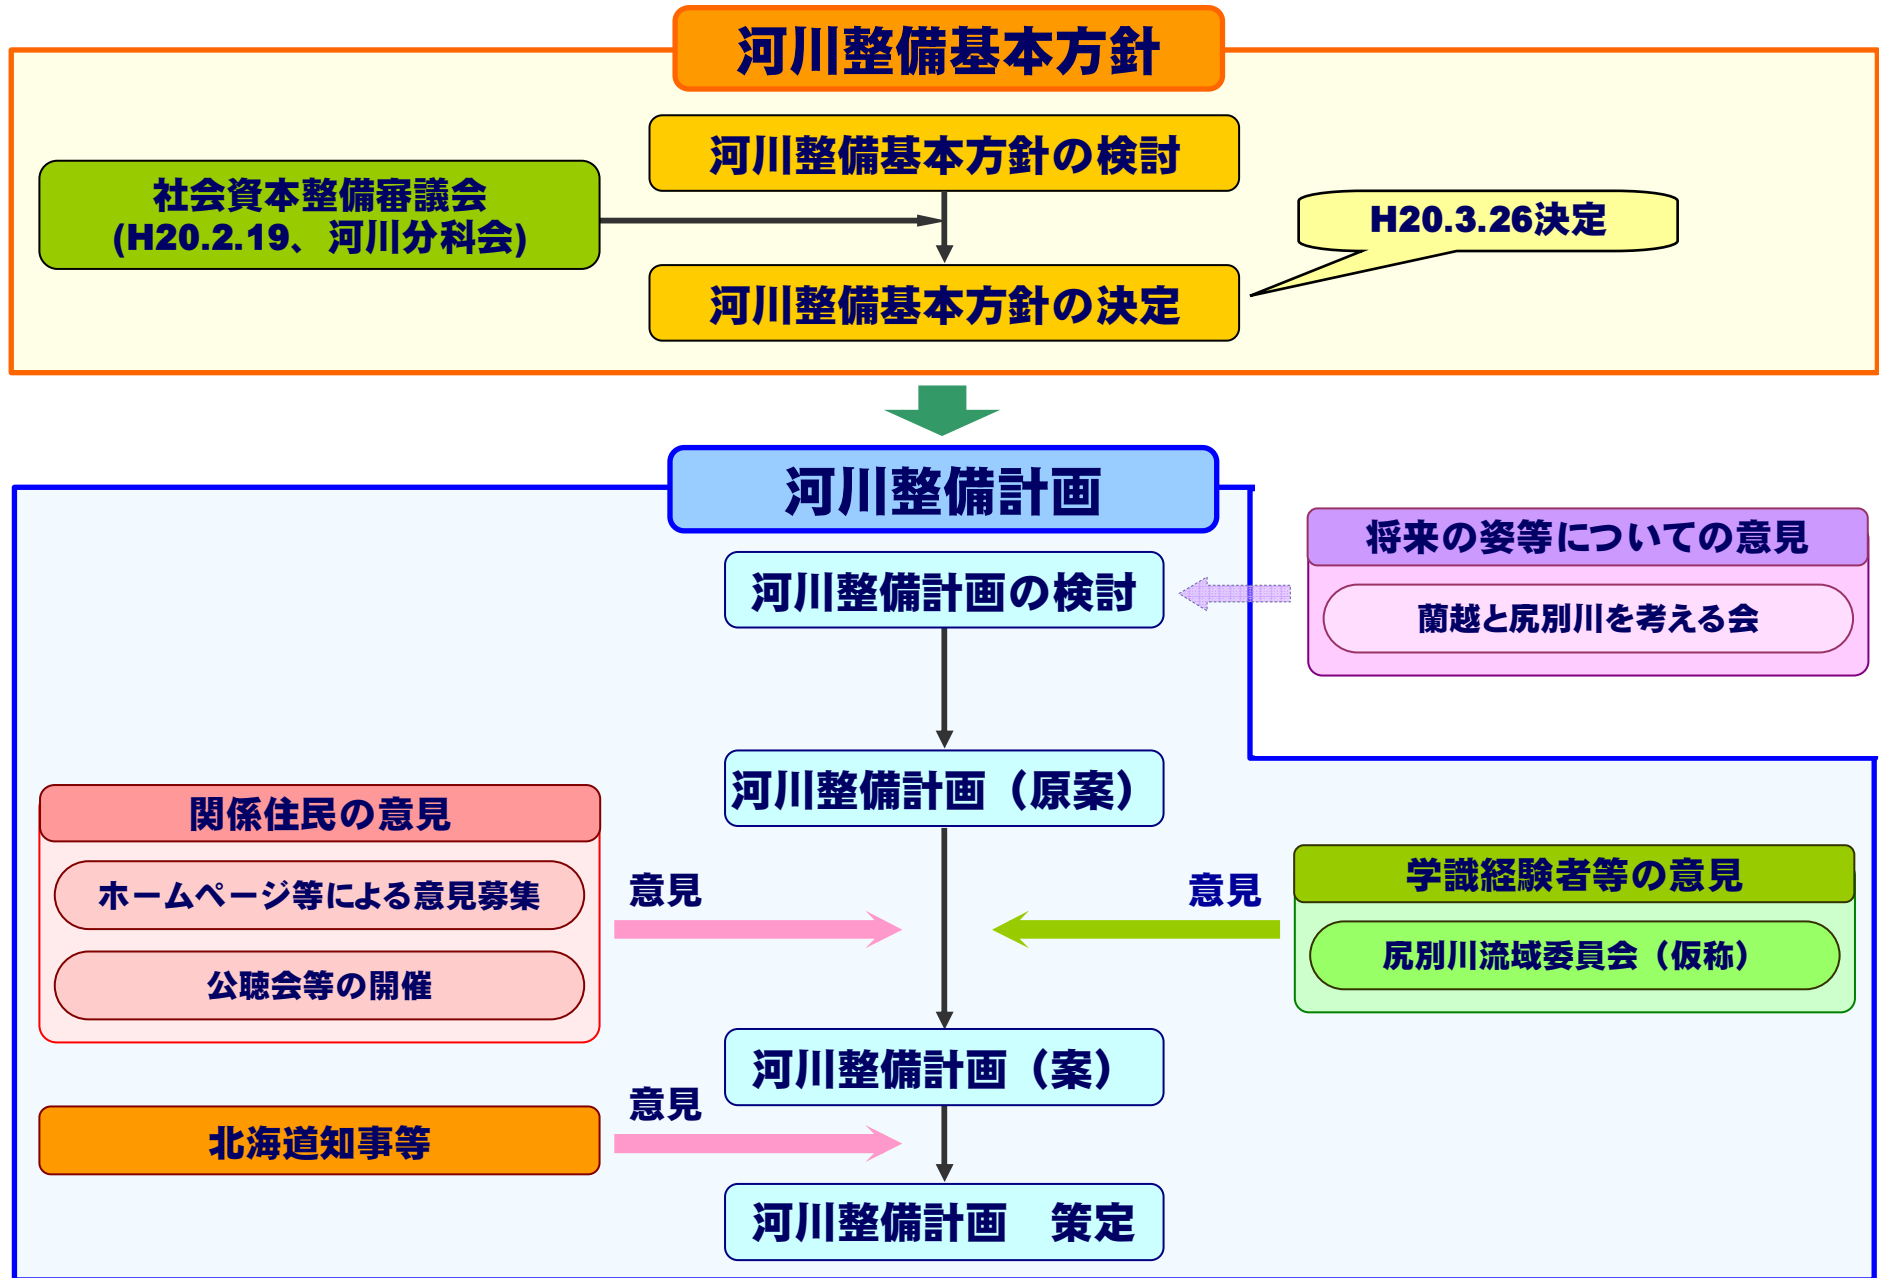 河川整備基本方針
河川整備基本方針の検討
社会資本整備審議会
(H20.2.19、河川分科会)
H20.3.26決定
河川整備基本方針の決定
河川整備計画
将来の姿等についての意見
河川整備計画の検討
蘭越と尻別川を考える会
河川整備計画（原案）
関係住民の意見
ホームページ等による意見募集
公聴会等の開催
意見
意見
学識経験者等の意見
尻別川流域委員会（仮称）
河川整備計画（案）
意見
北海道知事等
河川整備計画　策定